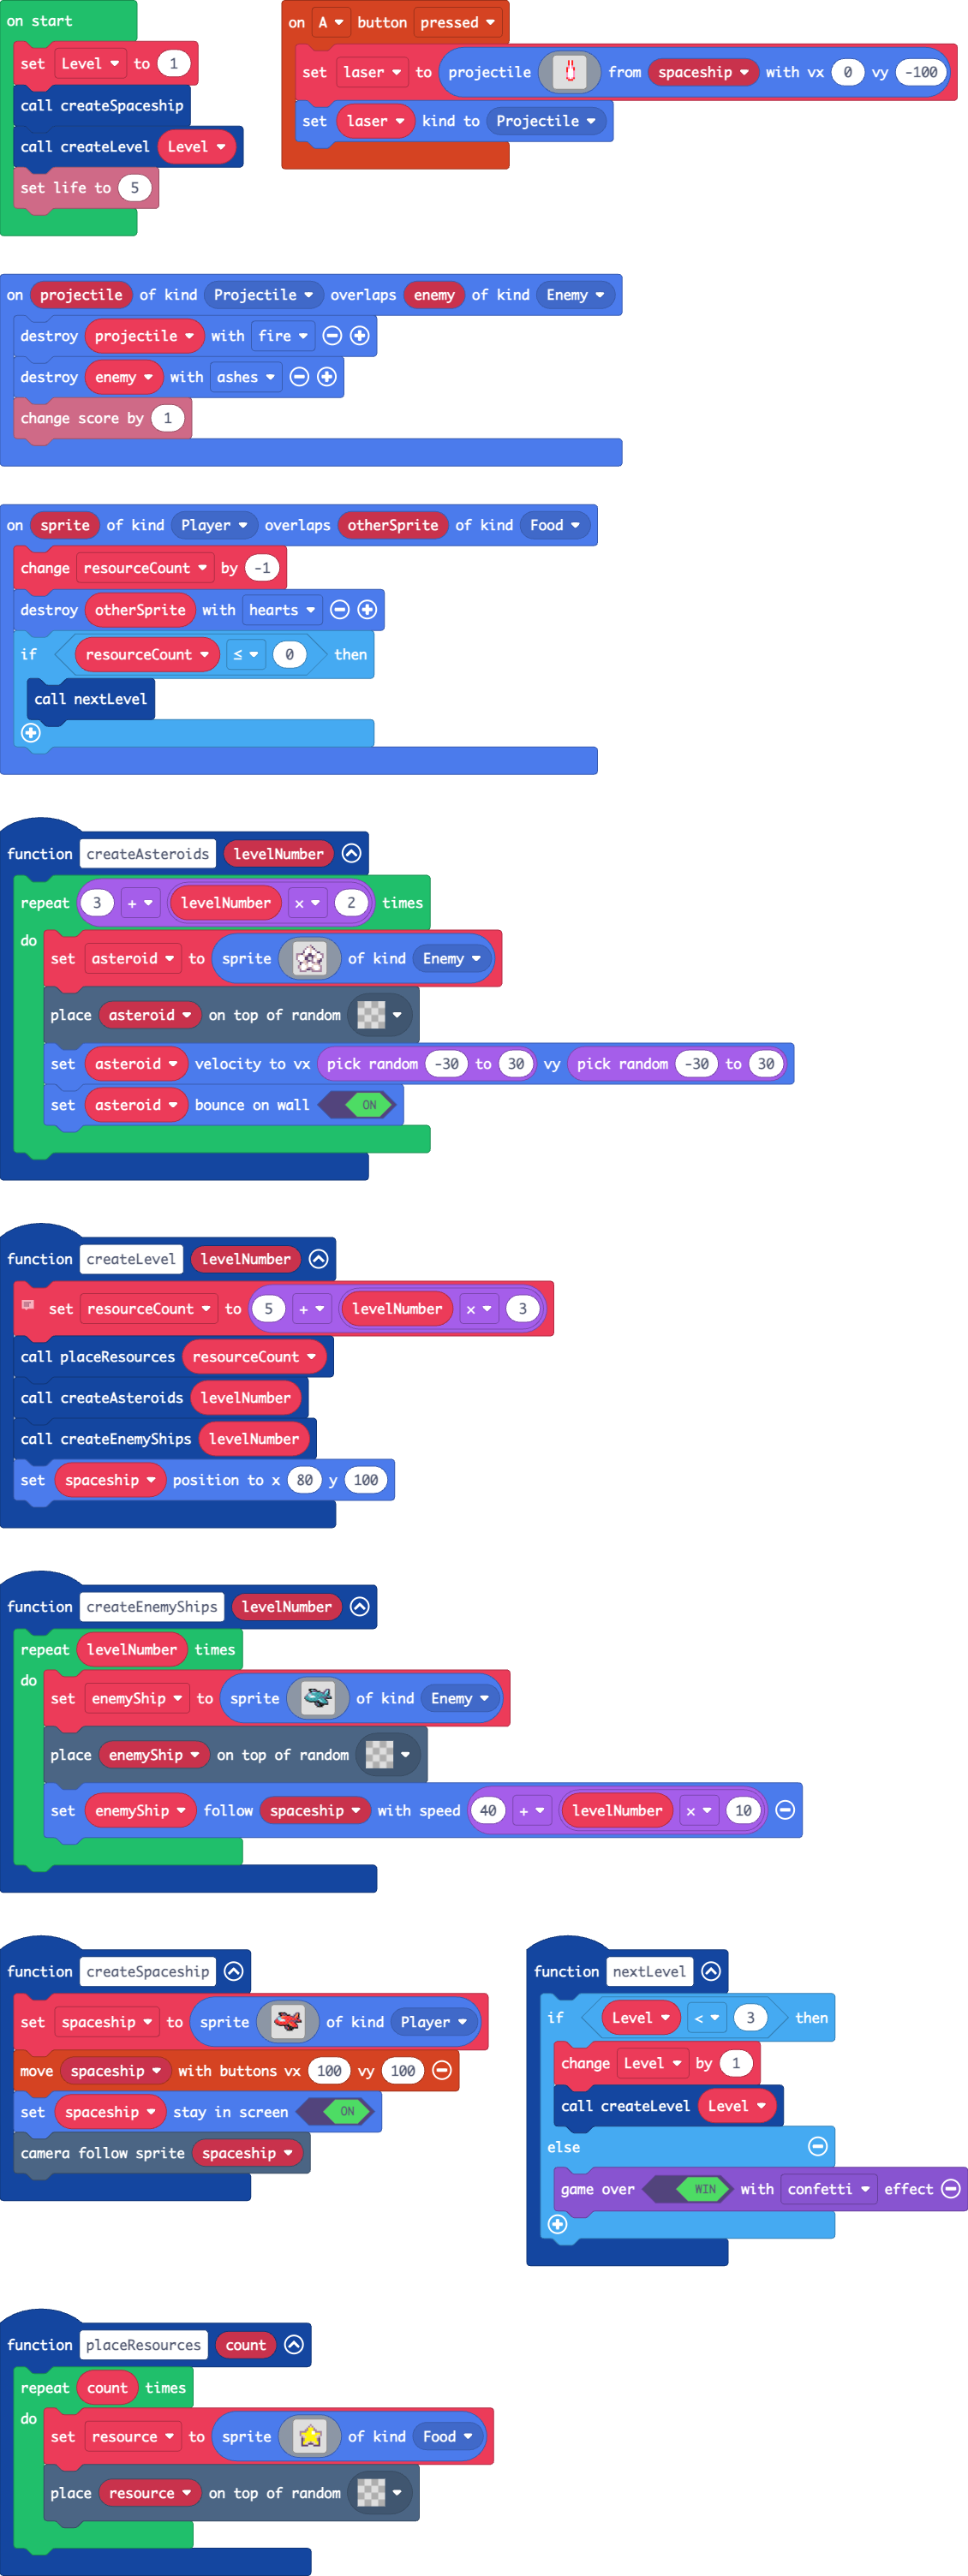 on start
set Level to 1
call createSpaceship
call createLevel Level
set life to 5
on A button pressed
set laser to projectile from spaceship with vx 0 vy -100
set laser kind to Projectile
on projectile of kind Projectile overlaps enemy of kind Enemy
destroy projectile with fire
destroy enemy with ashes
change score by 1
on sprite of kind Player overlaps otherSprite of kind Food
change resourceCount by -1
destroy otherSprite with hearts
if resourceCount ≤ 0 then
call nextLevel
function createAsteroids levelNumber
repeat 3 + levelNumber × 2 times
do
set asteroid to sprite of kind Enemy
place asteroid on top of random
set asteroid velocity to vx pick random -30 to 30 vy pick random -30 to 30
set asteroid bounce on wall ON
function createLevel levelNumber
set resourceCount to 5 + levelNumber × 3
call placeResources resourceCount
call createAsteroids levelNumber
call createEnemyShips levelNumber
set spaceship position to x 80 y 100
function createEnemyShips levelNumber
repeat levelNumber times
do
set enemyShip to sprite of kind Enemy
place enemyShip on top of random
set enemyShip follow spaceship with speed 40 + levelNumber × 10
function createSpaceship
set spaceship to sprite of kind Player
move spaceship with buttons vx 100 vy 100
set spaceship stay in screen ON
camera follow sprite spaceship
function nextLevel
if Level < 3 then
change Level by 1
call createLevel Level
else
game over WIN with confetti effect
function placeResources count
repeat count times
do
set resource to sprite of kind Food
place resource on top of random